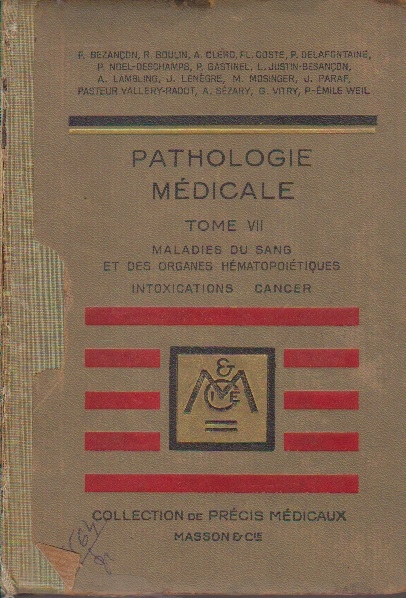 F. BEZANÇON, R. BOULIN, A. CLERC, FL. COSTE, P. DELAFONTAINE,
P. NOEL-DESCHAMPS, P. GASTINEL, L. JUSTIN-BESANÇON,
A. LAMBLING, J. LENÈGRE, M. MOSINGER, J. PARAF,
PASTEUR VALLERY-RADOT, A. SÉZARY, G. VITRY, P.-ÉMILE WEIL
PATHOLOGIE
MÉDICALE
TOME VII
MALADIES DU SANG
ET DES ORGANES HÉMATOPOIÉTIQUES
INTOXICATIONS CANCER
M & CIE
COLLECTION DE PRÉCIS MÉDICAUX
MASSON & CIE